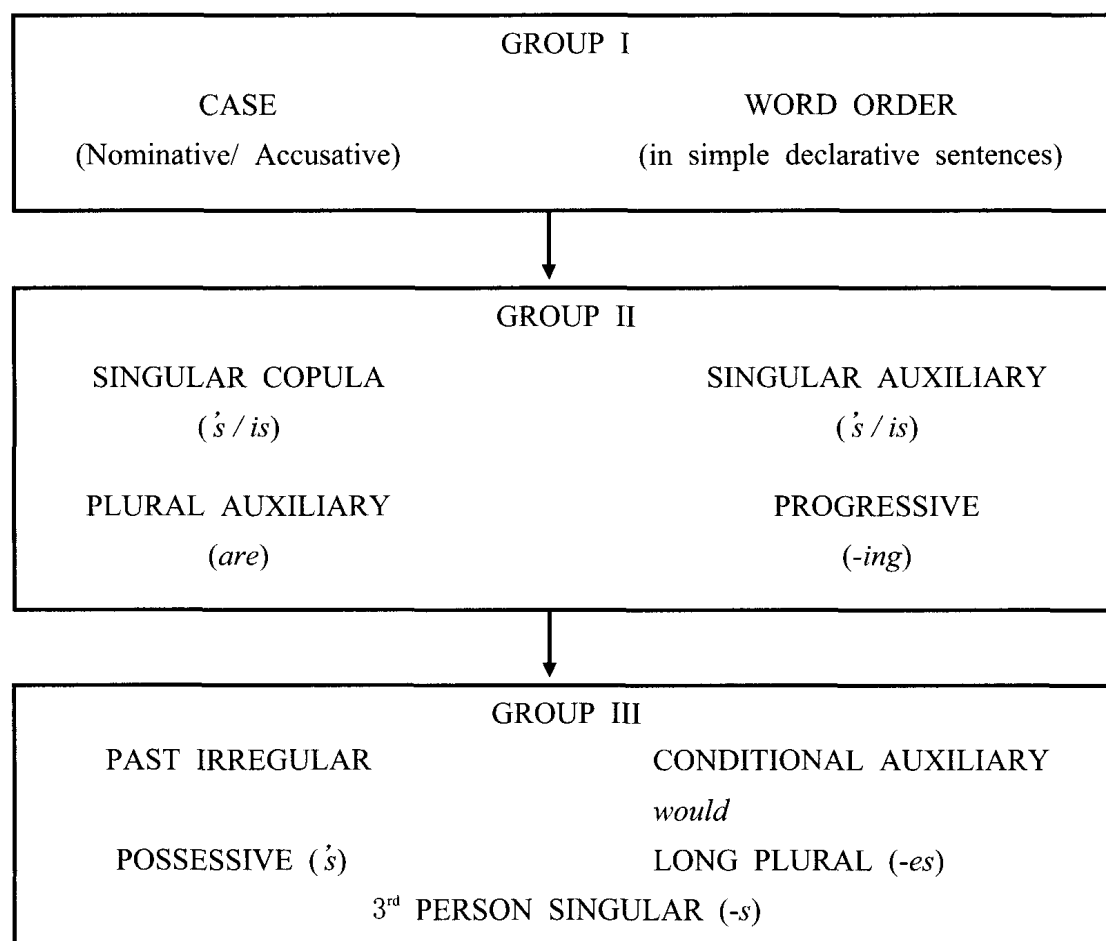 GROUP I
CASE WORD ORDER
(Nominative/ Accusative) (in simple declarative sentences)
GROUP II
SINGULAR COPULA SINGULAR AUXILIARY
('s / is) ('s / is)
PLURAL AUXILIARY PROGRESSIVE
(are) (-ing)
GROUP III
PAST IRREGULAR CONDITIONAL AUXILIARY
would
POSSESSIVE ('s) LONG PLURAL (-es)
3rd PERSON SINGULAR (-s)